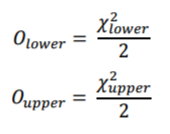 O_lower = χ²_lower / 2
O_upper = χ²_upper / 2